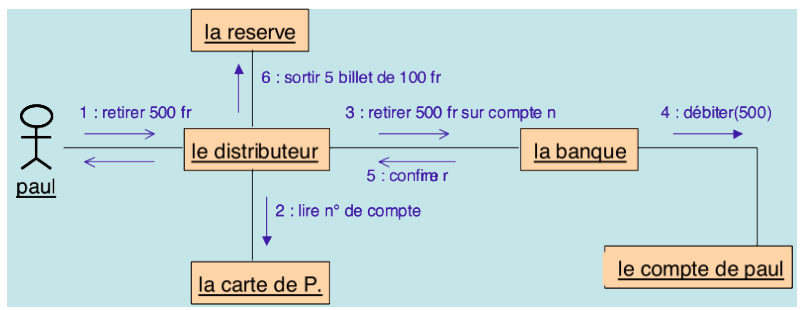 la reserve
6 : sortir 5 billet de 100 fr
1 : retirer 500 fr
3 : retirer 500 fr sur compte n
4 : débiter(500)
le distributeur
la banque
5 : confirmer
paul
2 : lire n° de compte
le compte de paul
la carte de P.